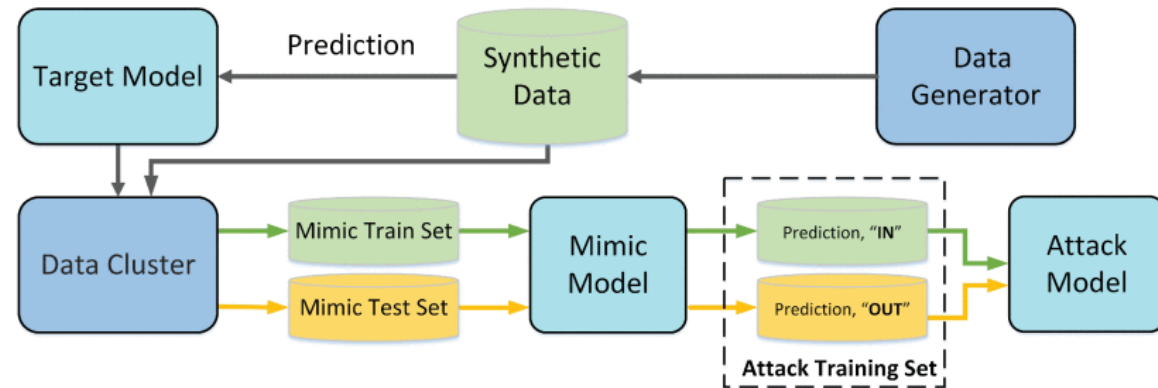 Target Model
Prediction
Synthetic
Data
Data
Generator
Data Cluster
Mimic Train Set
Mimic Test Set
Mimic
Model
Prediction, “IN”
Prediction, “OUT”
Attack Training Set
Attack
Model